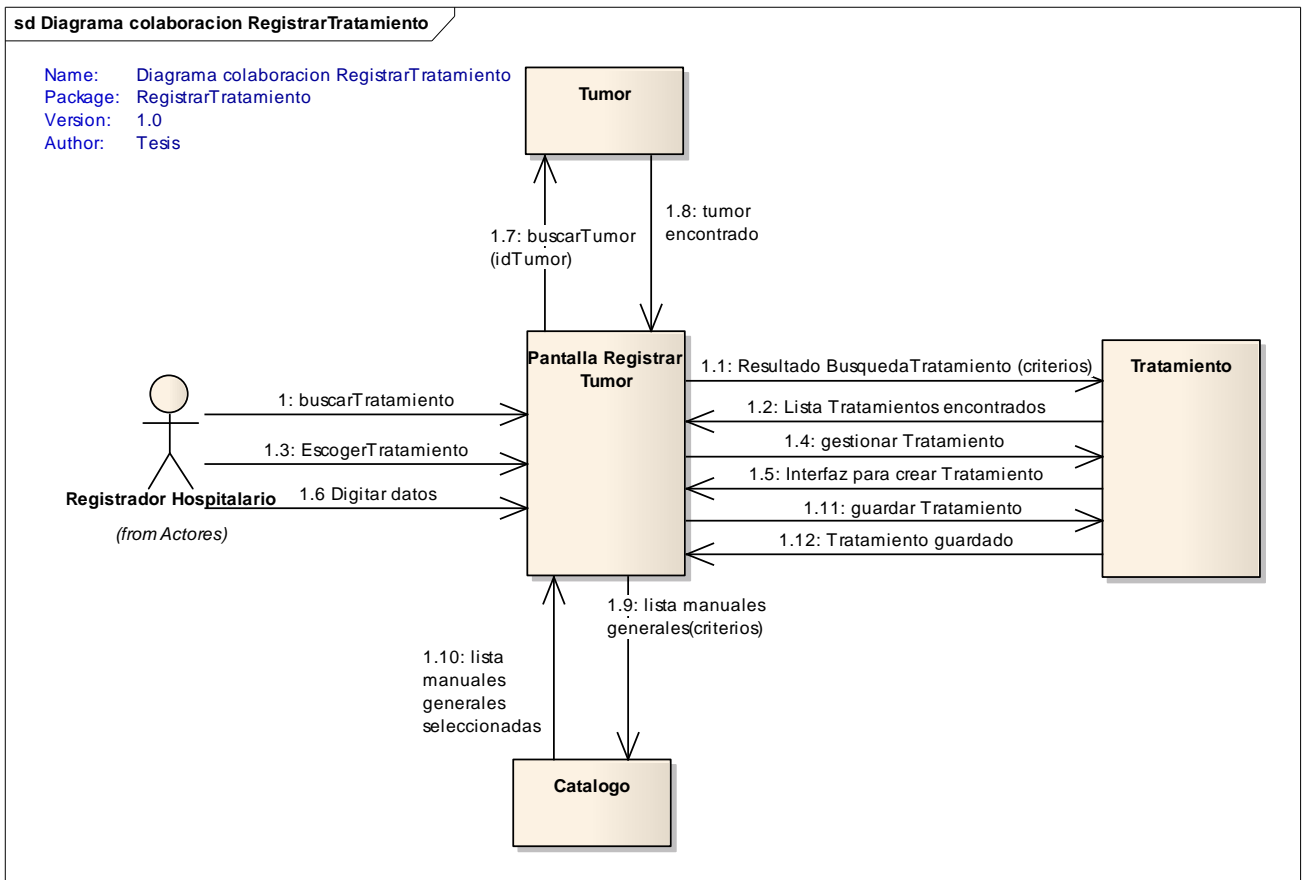 sd Diagrama colaboracion RegistrarTratamiento
Name: Diagrama colaboracion RegistrarTratamiento
Package: RegistrarTratamiento
Version: 1.0
Author: Tesis
Tumor
1.7: buscarTumor
(idTumor)
1.8: tumor
encontrado
Pantalla Registrar
Tumor
Tratamiento
1: buscarTratamiento
1.3: EscogerTratamiento
1.6 Digitar datos
Registrador Hospitalario
(from Actores)
1.1: Resultado BusquedaTratamiento (criterios)
1.2: Lista Tratamientos encontrados
1.4: gestionar Tratamiento
1.5: Interfaz para crear Tratamiento
1.11: guardar Tratamiento
1.12: Tratamiento guardado
1.9: lista manuales
generales(criterios)
1.10: lista
manuales
generales
seleccionadas
Catalogo